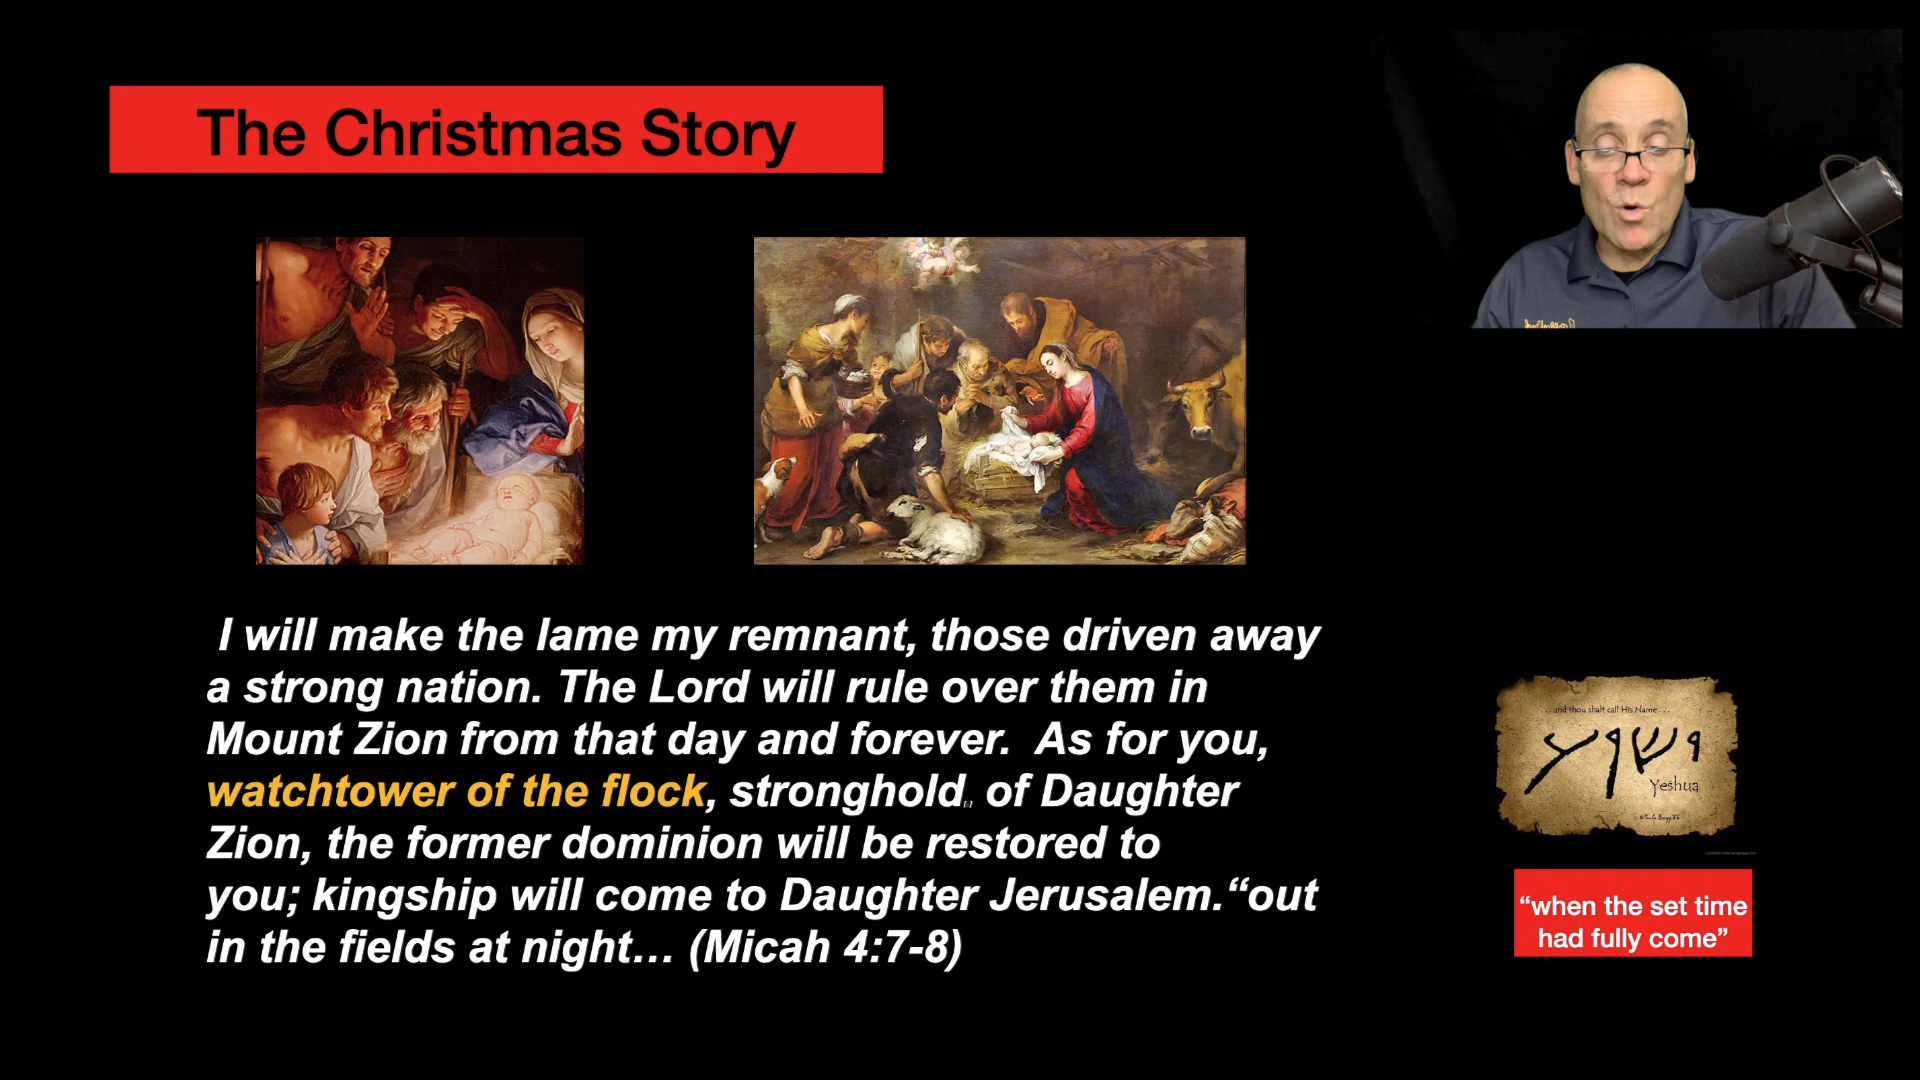 The Christmas Story
I will make the lame my remnant, those driven away
a strong nation. The Lord will rule over them in
Mount Zion from that day and forever.  As for you,
watchtower of the flock, stronghold of Daughter
Zion, the former dominion will be restored to
you; kingship will come to Daughter Jerusalem.“out
in the fields at night… (Micah 4:7-8)
...and thou shalt call His Name...
ישוע
Yeshua
“when the set time
had fully come”